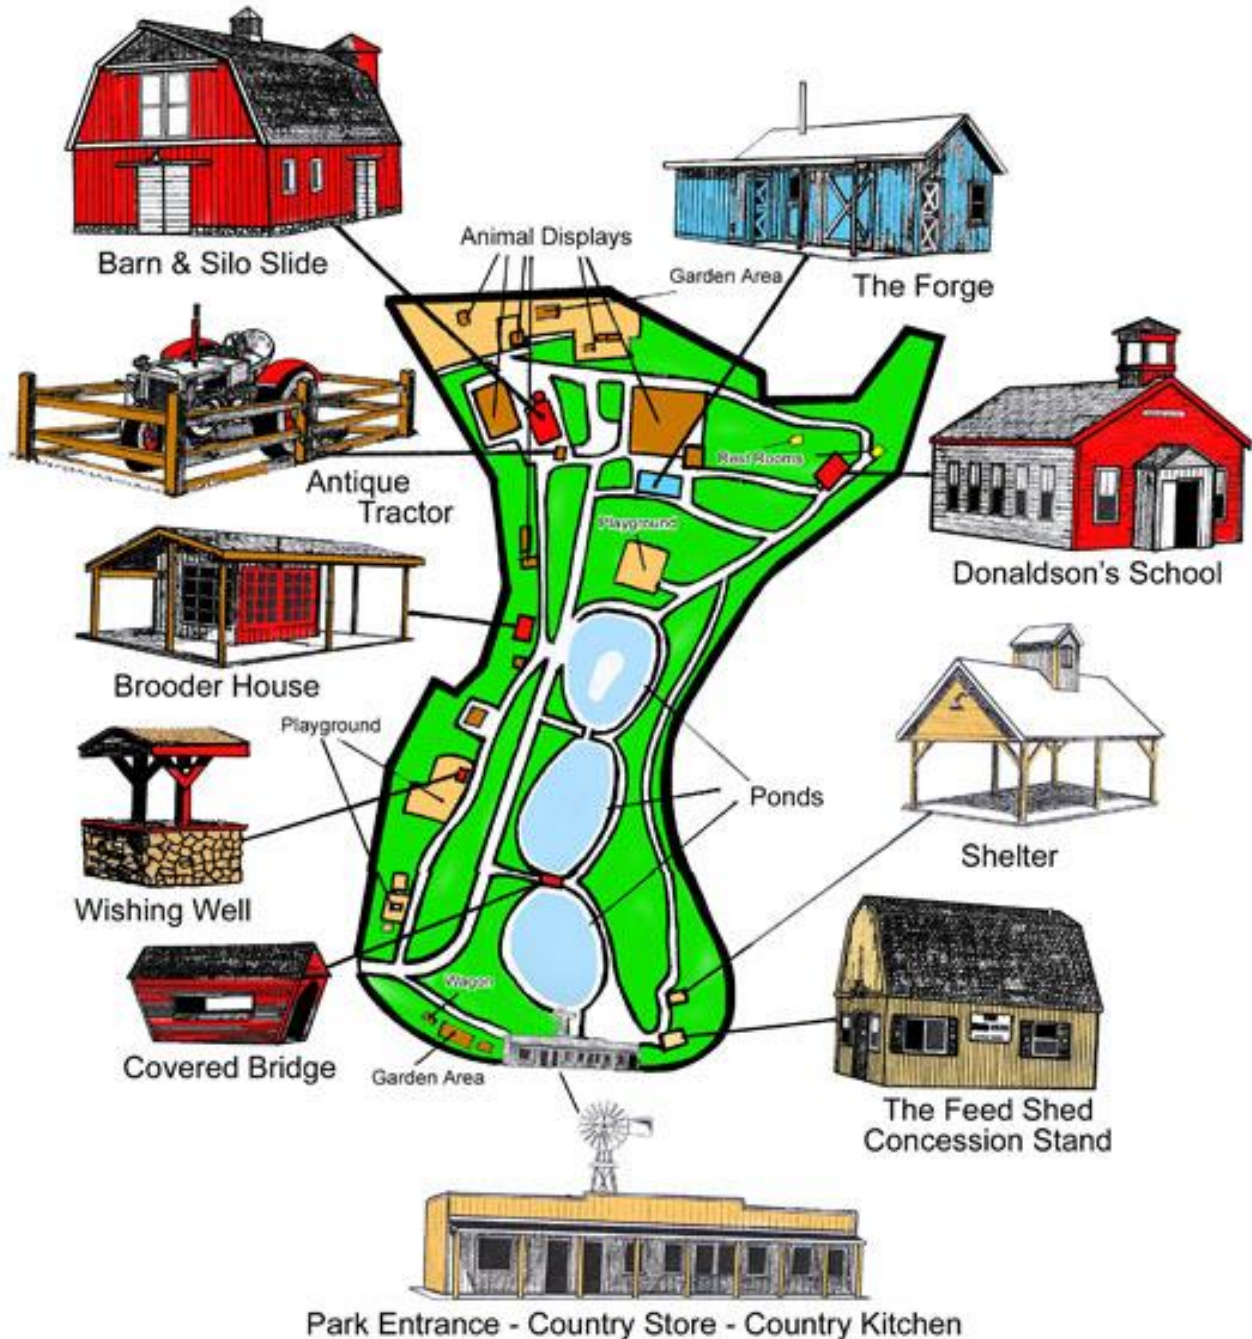 Barn & Silo Slide
Animal Displays
Garden Area
The Forge
Antique
Tractor
Rest Rooms
Donaldson's School
Playground
Brooder House
Playground
Ponds
Shelter
Wishing Well
Wagon
Covered Bridge
Garden Area
The Feed Shed
Concession Stand
Park Entrance - Country Store - Country Kitchen